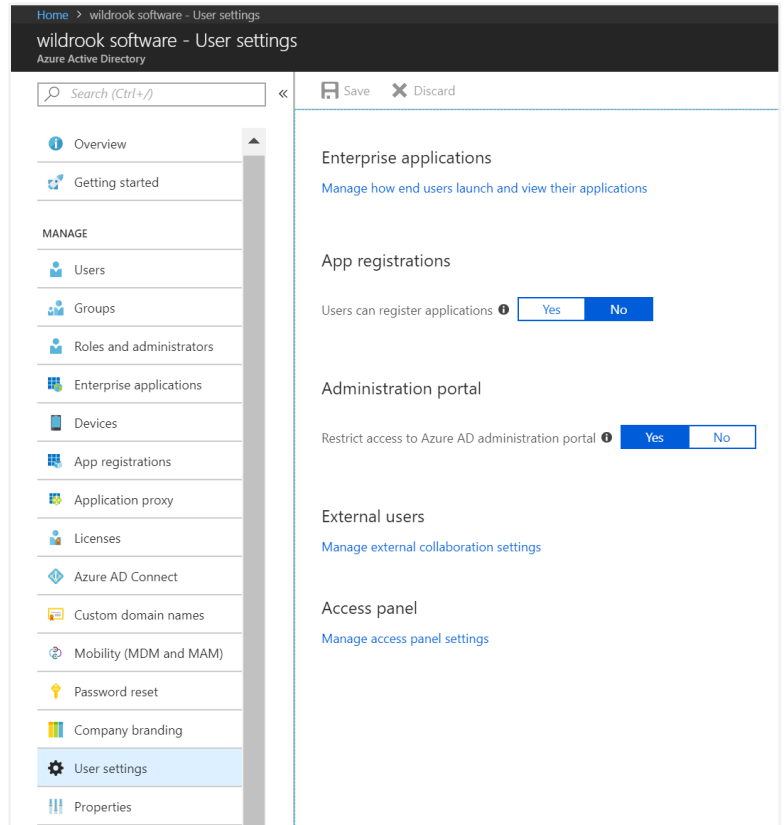 Home > wildrook software - User settings
wildrook software - User settings
Azure Active Directory
Search (Ctrl+/)
«
Overview
Getting started
MANAGE
Users
Groups
Roles and administrators
Enterprise applications
Devices
App registrations
Application proxy
Licenses
Azure AD Connect
Custom domain names
Mobility (MDM and MAM)
Password reset
Company branding
User settings
Properties
Save Discard
Enterprise applications
Manage how end users launch and view their applications
App registrations
Users can register applications Yes No
Administration portal
Restrict access to Azure AD administration portal Yes No
External users
Manage external collaboration settings
Access panel
Manage access panel settings